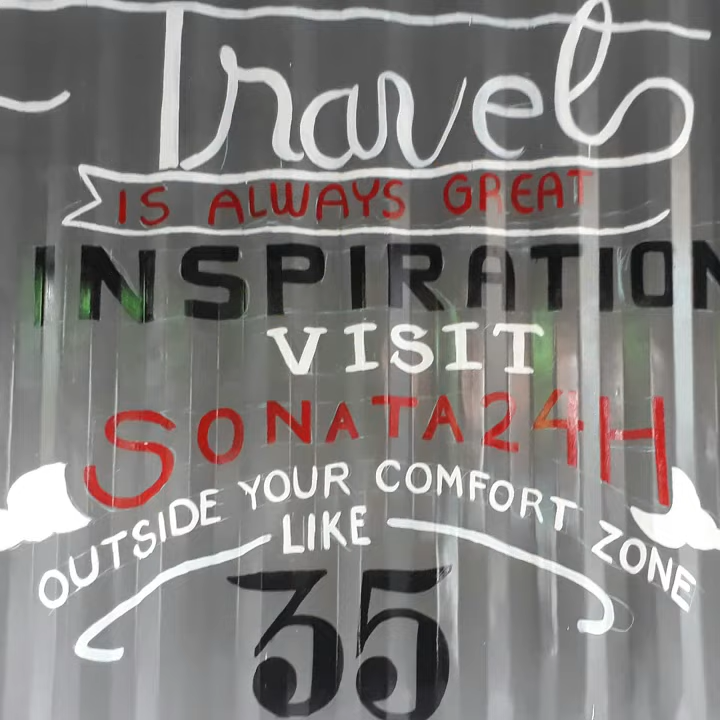 Travel
IS ALWAYS GREAT
INSPIRATION
VISIT
SONATA24H
OUTSIDE YOUR COMFORT ZONE
LIKE
35